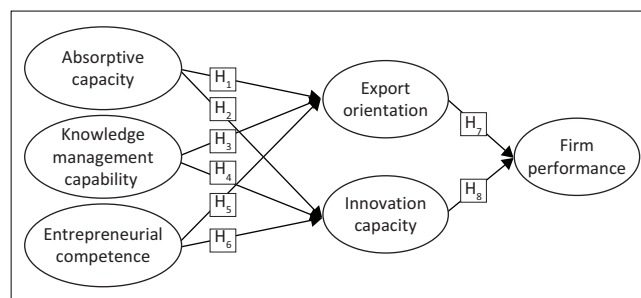 Absorptive
capacity
Knowledge
management
capability
Entrepreneurial
competence
H₁
H₂
H₃
H₄
H₅
H₆
Export
orientation
Innovation
capacity
H₇
H₈
Firm
performance